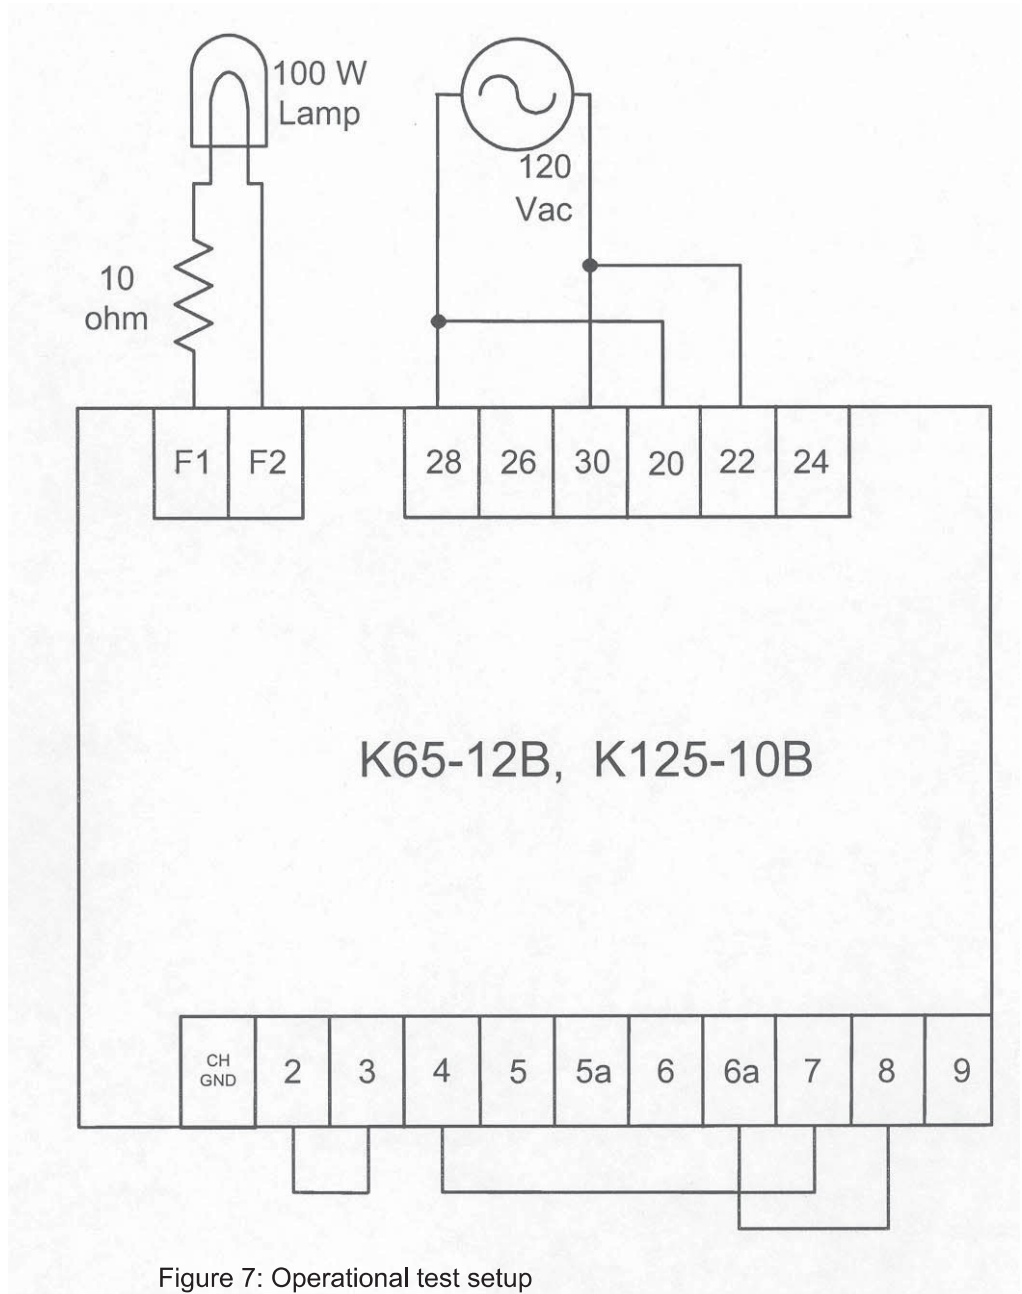 100 W
Lamp
120
Vac
10
ohm
F1 F2 28 26 30 20 22 24
K65-12B, K125-10B
CH
GND
2 3 4 5 5a 6 6a 7 8 9
Figure 7: Operational test setup